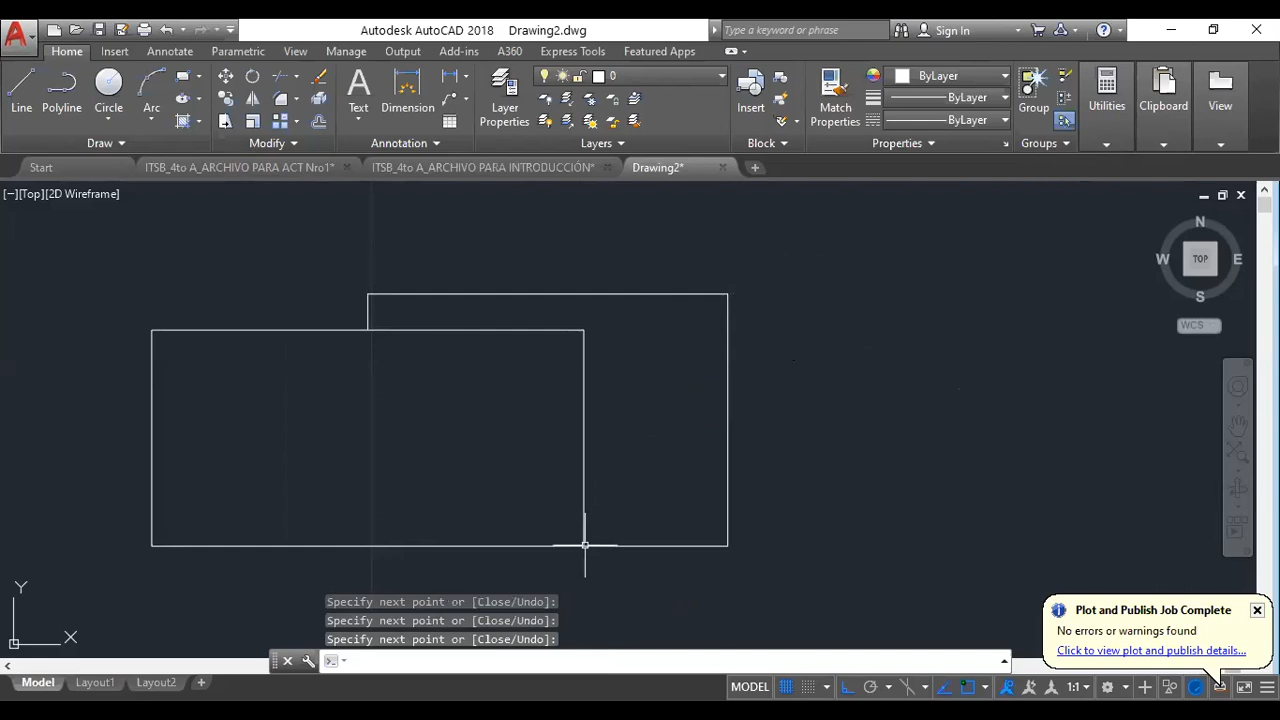 Autodesk AutoCAD 2018 Drawing2.dwg
Type a keyword or phrase
Sign In
Home Insert Annotate Parametric View Manage Output Add-ins A360 Express Tools Featured Apps
0
ByLayer
ByLayer
ByLayer
Line Polyline Circle Arc
Text Dimension
Layer Properties
Insert
Match Properties
Group
Utilities Clipboard View
Draw Modify Annotation Layers Block Properties Groups
Start ITSB_4to A_ARCHIVO PARA ACT Nro1* ITSB_4to A_ARCHIVO PARA INTRODUCCIÓN* Drawing2*
[−][Top][2D Wireframe]
N
W TOP E
S
WCS
Y
X
Specify next point or [Close/Undo]:
Specify next point or [Close/Undo]:
Specify next point or [Close/Undo]:
Plot and Publish Job Complete
No errors or warnings found
Click to view plot and publish details...
Model Layout1 Layout2
MODEL 1:1